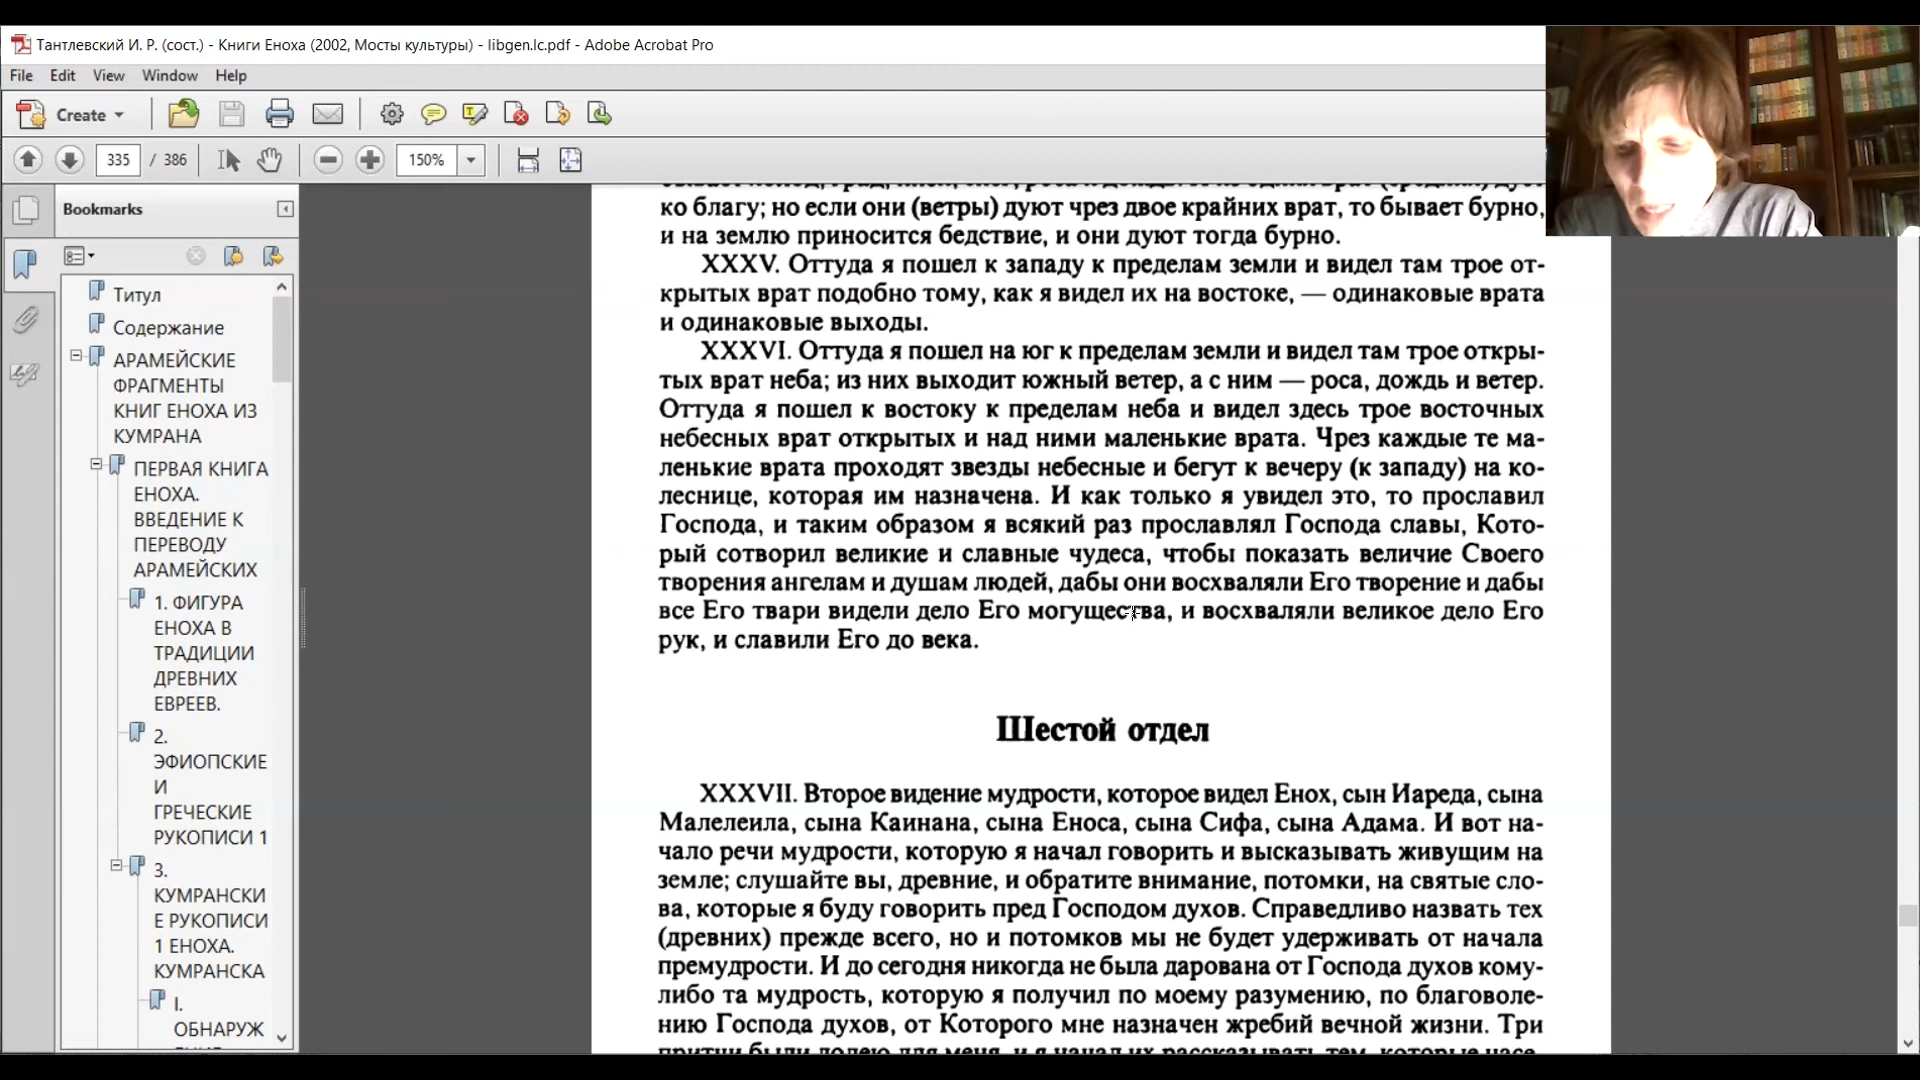 Тантлевский И. Р. (сост.) - Книги Еноха (2002, Мосты культуры) - libgen.lc.pdf - Adobe Acrobat Pro
File Edit View Window Help
Create
335 / 386 150%
Bookmarks
Титул
Содержание
АРАМЕЙСКИЕ
ФРАГМЕНТЫ
КНИГ ЕНОХА ИЗ
КУМРАНА
ПЕРВАЯ КНИГА
ЕНОХА.
ВВЕДЕНИЕ К
ПЕРЕВОДУ
АРАМЕЙСКИХ
1. ФИГУРА
ЕНОХА В
ТРАДИЦИИ
ДРЕВНИХ
ЕВРЕЕВ.
2.
ЭФИОПСКИЕ
И
ГРЕЧЕСКИЕ
РУКОПИСИ 1
3.
КУМРАНСКИ
Е РУКОПИСИ
1 ЕНОХА.
КУМРАНСКА
I.
ОБНАРУЖ
ко благу; но если они (ветры) дуют чрез двое крайних врат, то бывает бурно,
и на землю приносится бедствие, и они дуют тогда бурно.
XXXV. Оттуда я пошел к западу к пределам земли и видел там трое от-
крытых врат подобно тому, как я видел их на востоке, — одинаковые врата
и одинаковые выходы.
XXXVI. Оттуда я пошел на юг к пределам земли и видел там трое откры-
тых врат неба; из них выходит южный ветер, а с ним — роса, дождь и ветер.
Оттуда я пошел к востоку к пределам неба и видел здесь трое восточных
небесных врат открытых и над ними маленькие врата. Чрез каждые те ма-
ленькие врата проходят звезды небесные и бегут к вечеру (к западу) на ко-
леснице, которая им назначена. И как только я увидел это, то прославил
Господа, и таким образом я всякий раз прославлял Господа славы, Кото-
рый сотворил великие и славные чудеса, чтобы показать величие Своего
творения ангелам и душам людей, дабы они восхваляли Его творение и дабы
все Его твари видели дело Его могущества, и восхваляли великое дело Его
рук, и славили Его до века.
Шестой отдел
XXXVII. Второе видение мудрости, которое видел Енох, сын Иареда, сына
Малелеила, сына Каинана, сына Еноса, сына Сифа, сына Адама. И вот на-
чало речи мудрости, которую я начал говорить и высказывать живущим на
земле; слушайте вы, древние, и обратите внимание, потомки, на святые сло-
ва, которые я буду говорить пред Господом духов. Справедливо назвать тех
(древних) прежде всего, но и потомков мы не будет удерживать от начала
премудрости. И до сегодня никогда не была дарована от Господа духов кому-
либо та мудрость, которую я получил по моему разумению, по благоволе-
нию Господа духов, от Которого мне назначен жребий вечной жизни. Три